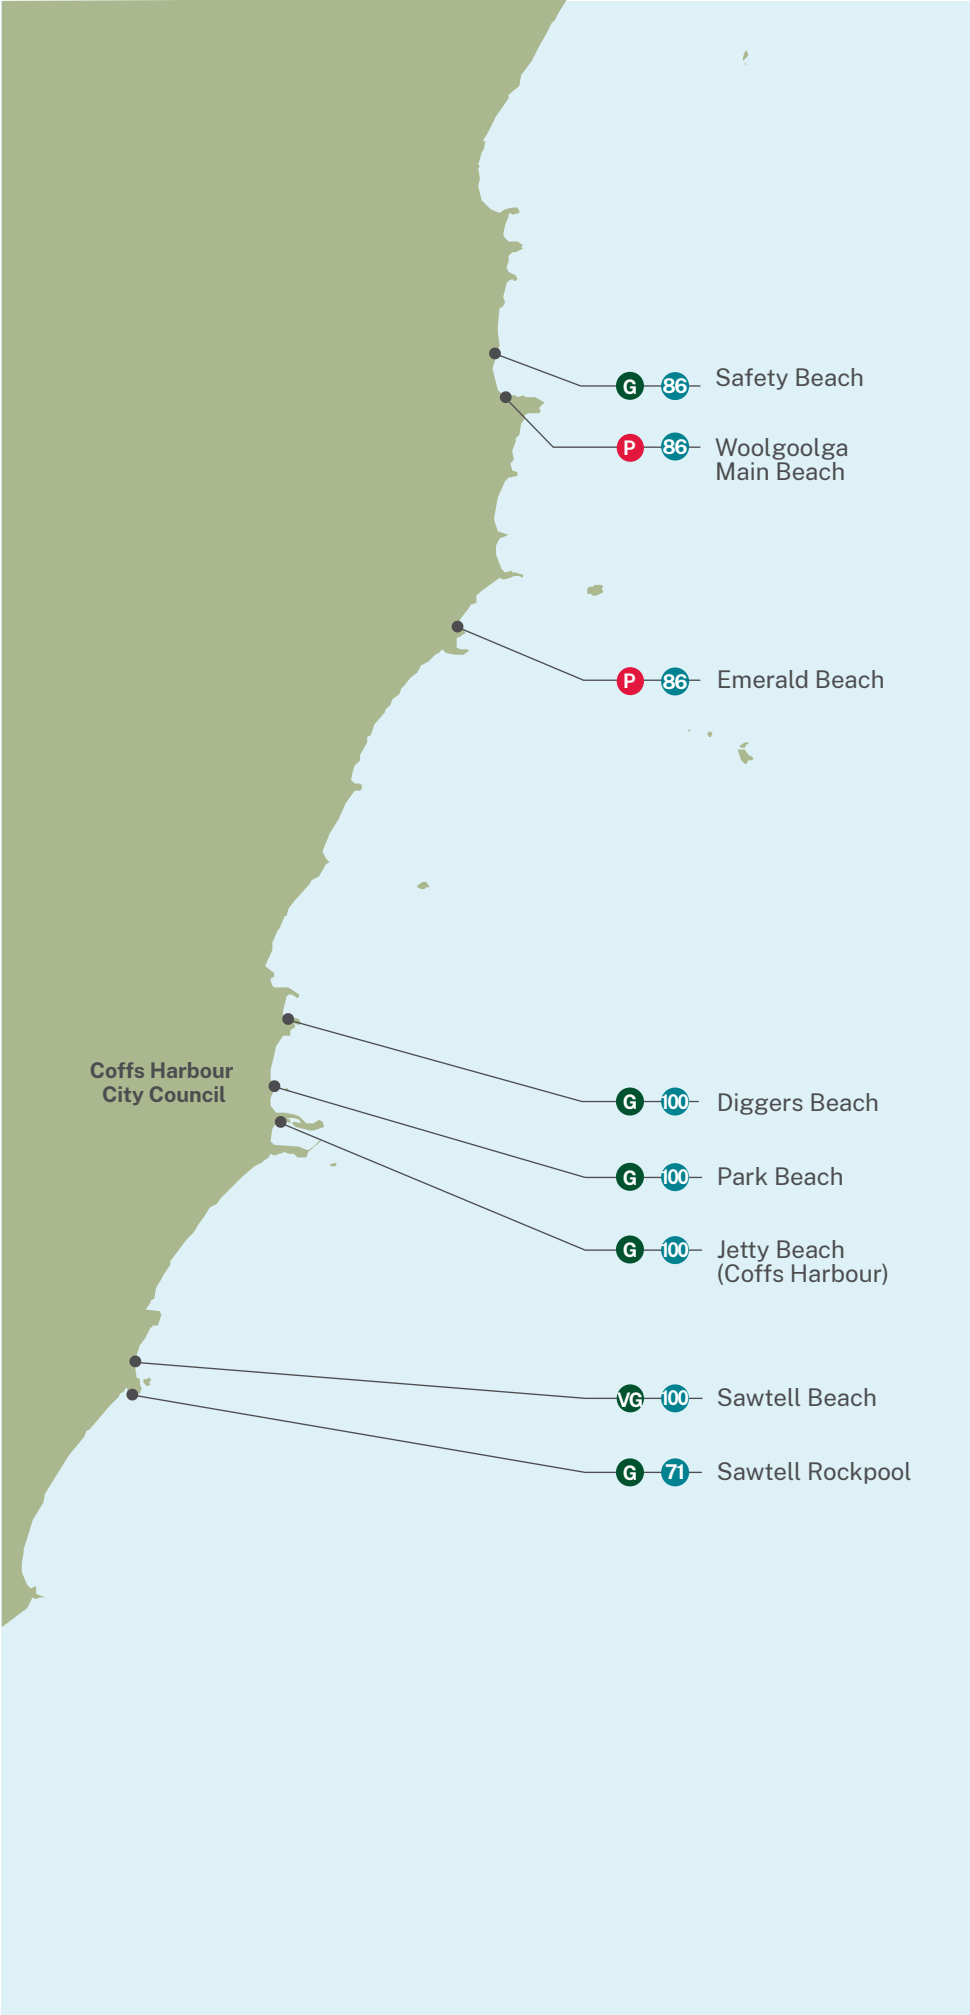 G 86 Safety Beach
P 86 Woolgoolga
Main Beach
P 86 Emerald Beach
Coffs Harbour
City Council
G 100 Diggers Beach
G 100 Park Beach
G 100 Jetty Beach
(Coffs Harbour)
VG 100 Sawtell Beach
G 71 Sawtell Rockpool